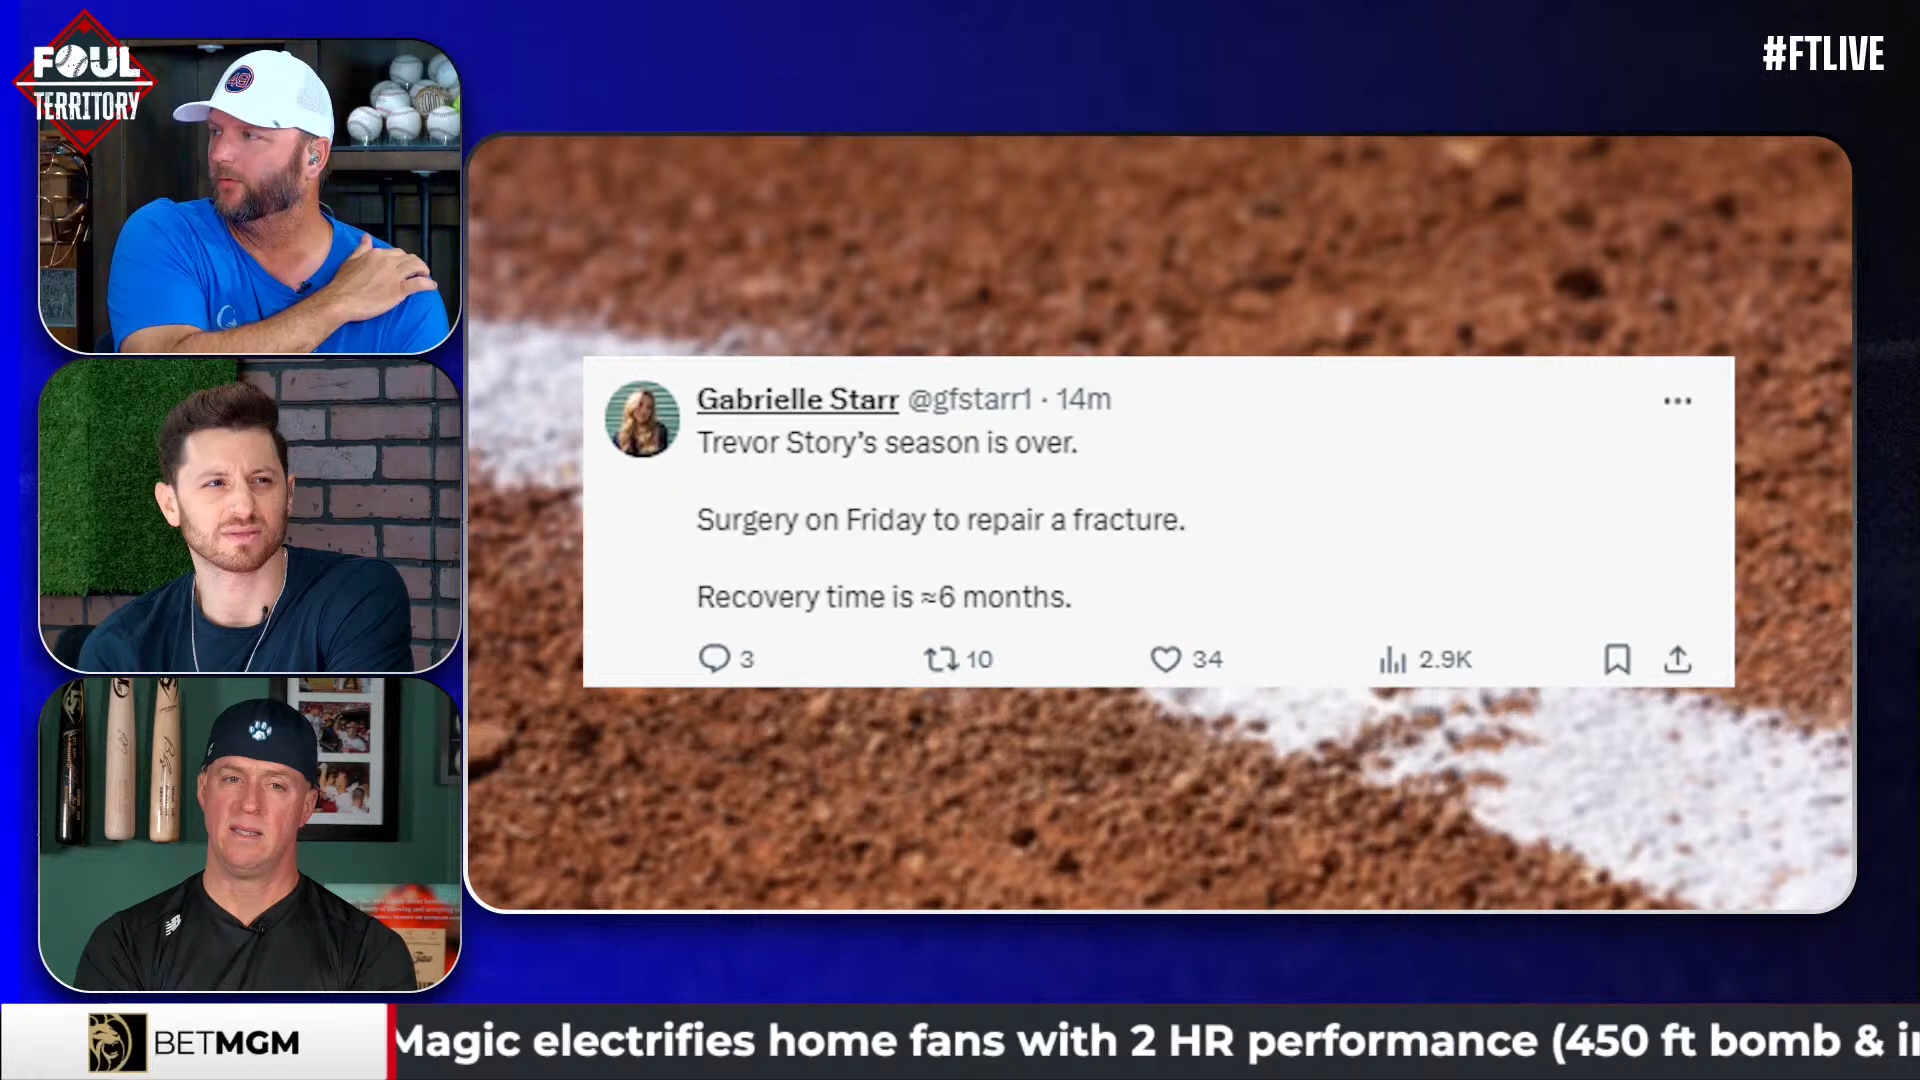 FOUL
TERRITORY
#FTLIVE
49
Gabrielle Starr @gfstarr1 · 14m
Trevor Story’s season is over.
Surgery on Friday to repair a fracture.
Recovery time is ≈6 months.
3 10 34 2.9K
BETMGM
Magic electrifies home fans with 2 HR performance (450 ft bomb & i